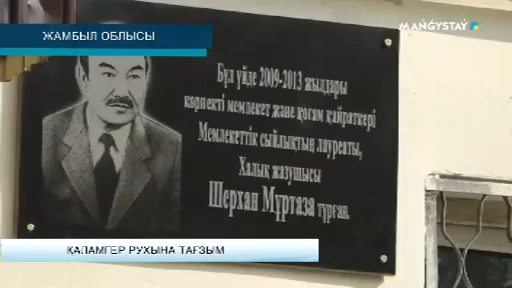 ЖАМБЫЛ ОБЛЫСЫ
MAŃǴYSTAÝ
Бұл үйде 2009-2013 жылдары
көрнекті мемлекет және қоғам қайраткері
Мемлекеттік сыйлықтың лауреаты,
Халық жазушысы
Шерхан Мұртаза тұрған.
ҚАЛАМГЕР РУХЫНА ТАҒЗЫМ